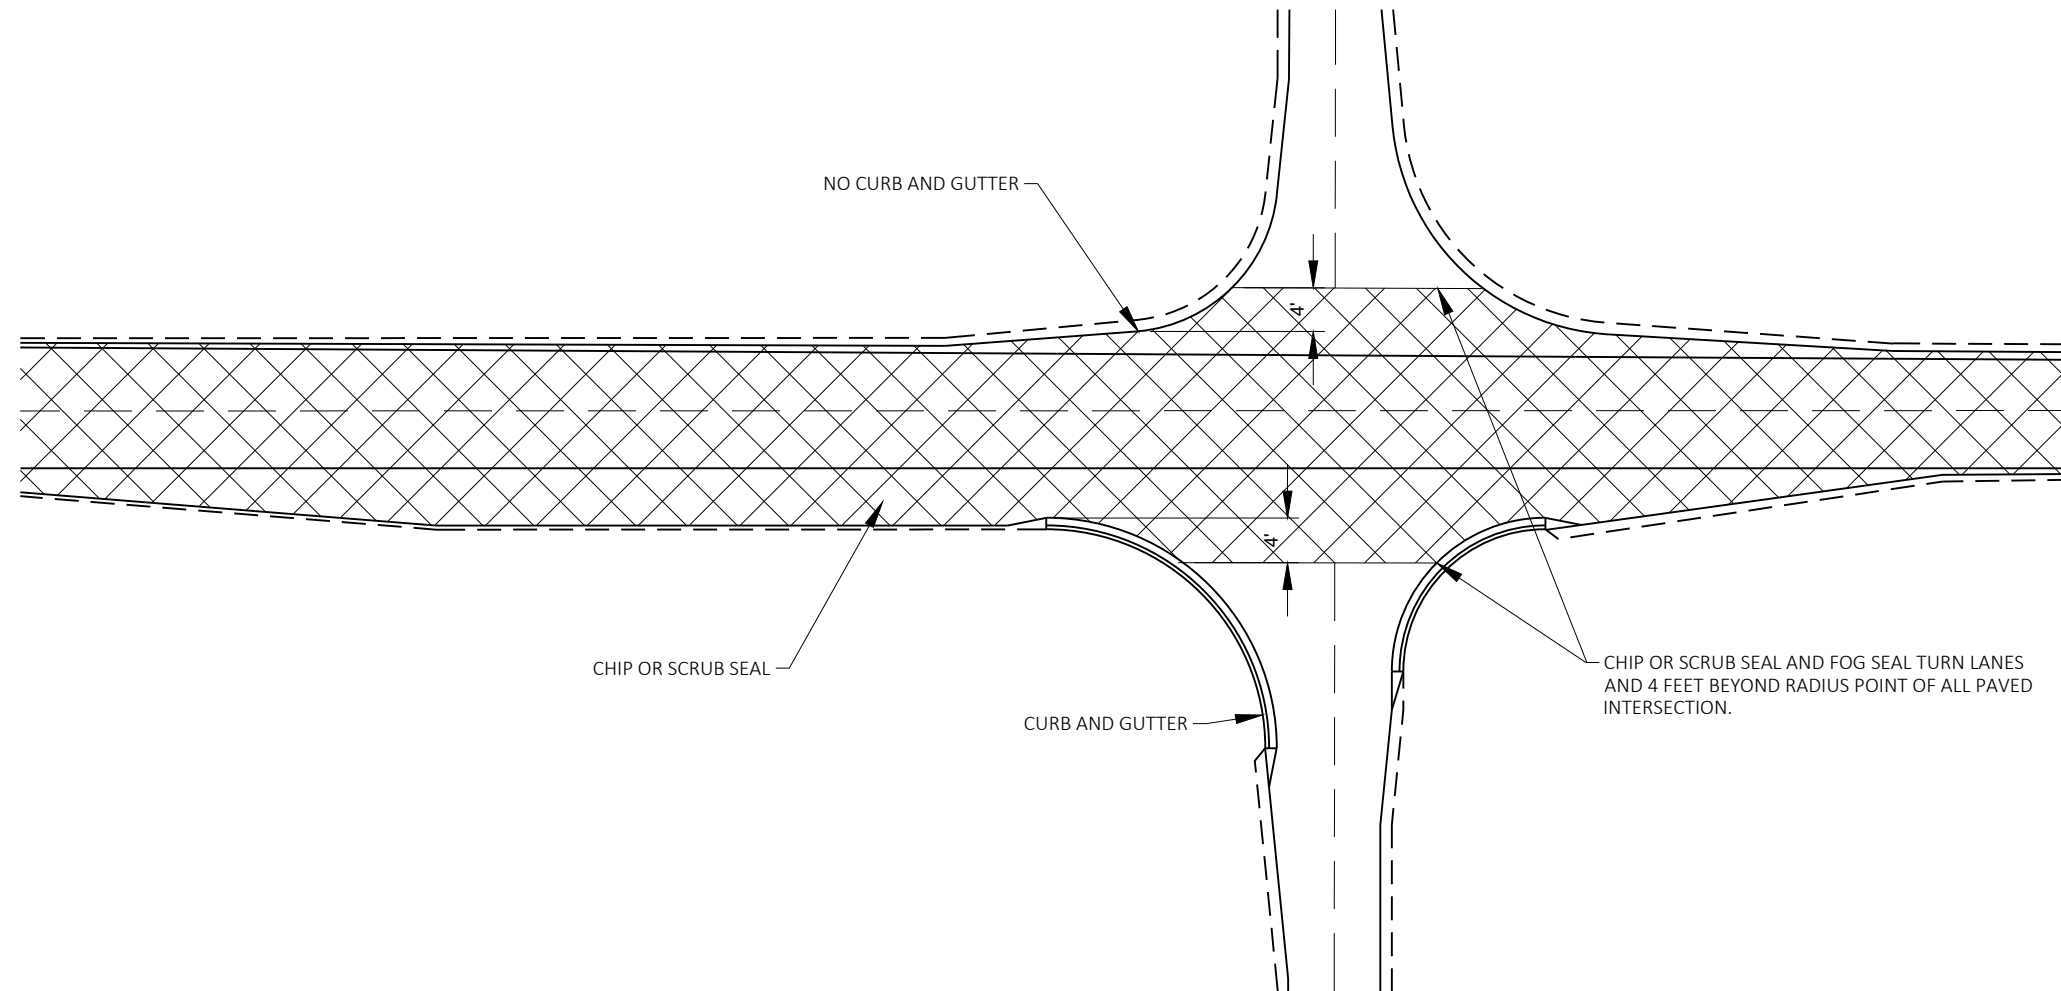 NO CURB AND GUTTER
4'
4'
CHIP OR SCRUB SEAL
CHIP OR SCRUB SEAL AND FOG SEAL TURN LANES
AND 4 FEET BEYOND RADIUS POINT OF ALL PAVED
INTERSECTION.
CURB AND GUTTER